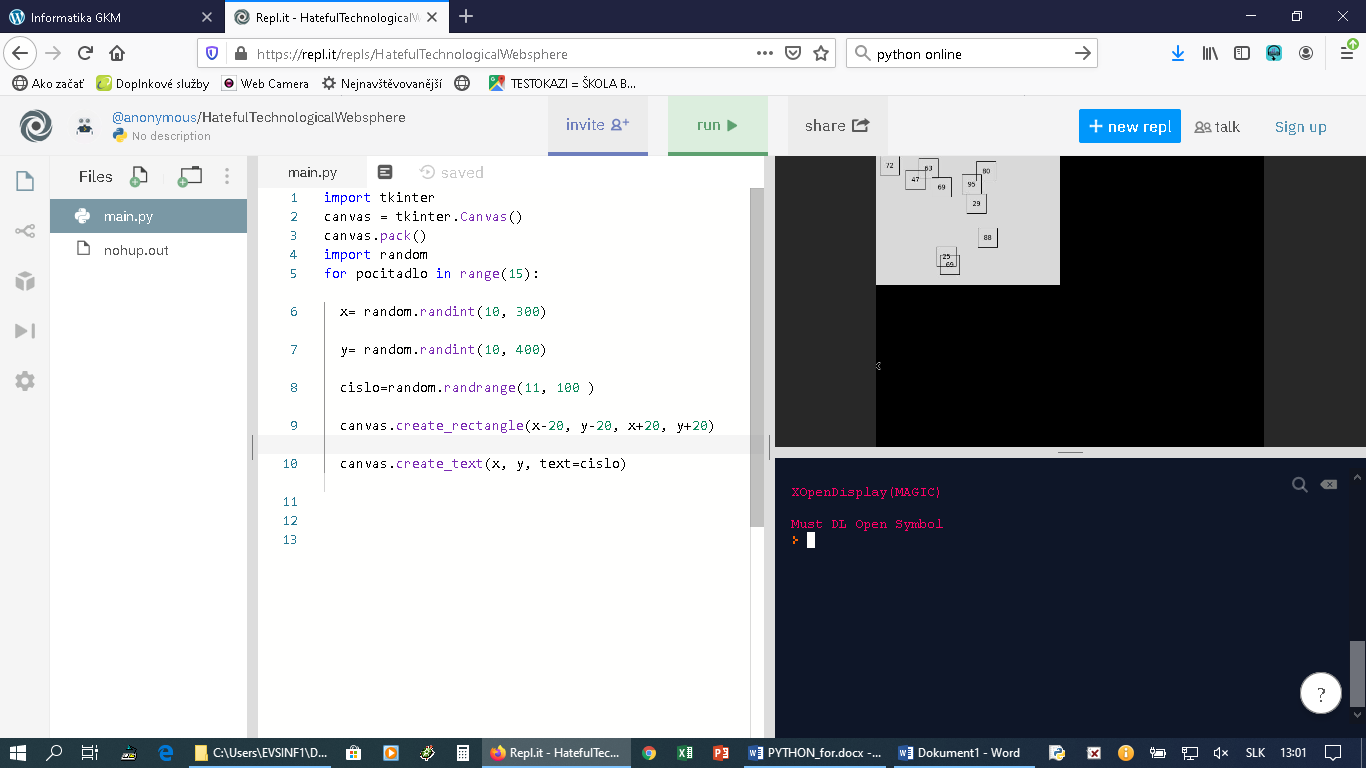 Informatika GKM
Repl.it - HatefulTechnologicalW
https://repl.it/repls/HatefulTechnologicalWebsphere
python online
Ako začať
Doplnkové služby
Web Camera
Nejnavštěvovanější
TESTOKAZI = ŠKOLA B...
@anonymous/HatefulTechnologicalWebsphere
No description
invite
run
share
+ new repl
talk
Sign up
Files
main.py
nohup.out
main.py
saved
1 import tkinter
2 canvas = tkinter.Canvas()
3 canvas.pack()
4 import random
5 for pocitadlo in range(15):
6 x= random.randint(10, 300)
7 y= random.randint(10, 400)
8 cislo=random.randrange(11, 100 )
9 canvas.create_rectangle(x-20, y-20, x+20, y+20)
10 canvas.create_text(x, y, text=cislo)
11
12
13
72
63
80
47
69
95
29
88
25
69
XOpenDisplay(MAGIC)
Must DL Open Symbol
?
C:\Users\EVSINF1\D...
Repl.it - HatefulTec...
PYTHON_for.docx -...
Dokument1 - Word
SLK
13:01